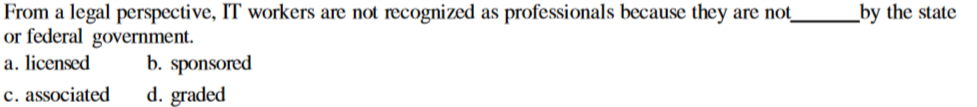 From a legal perspective, IT workers are not recognized as professionals because they are not______by the state
or federal government.
a. licensed b. sponsored
c. associated d. graded